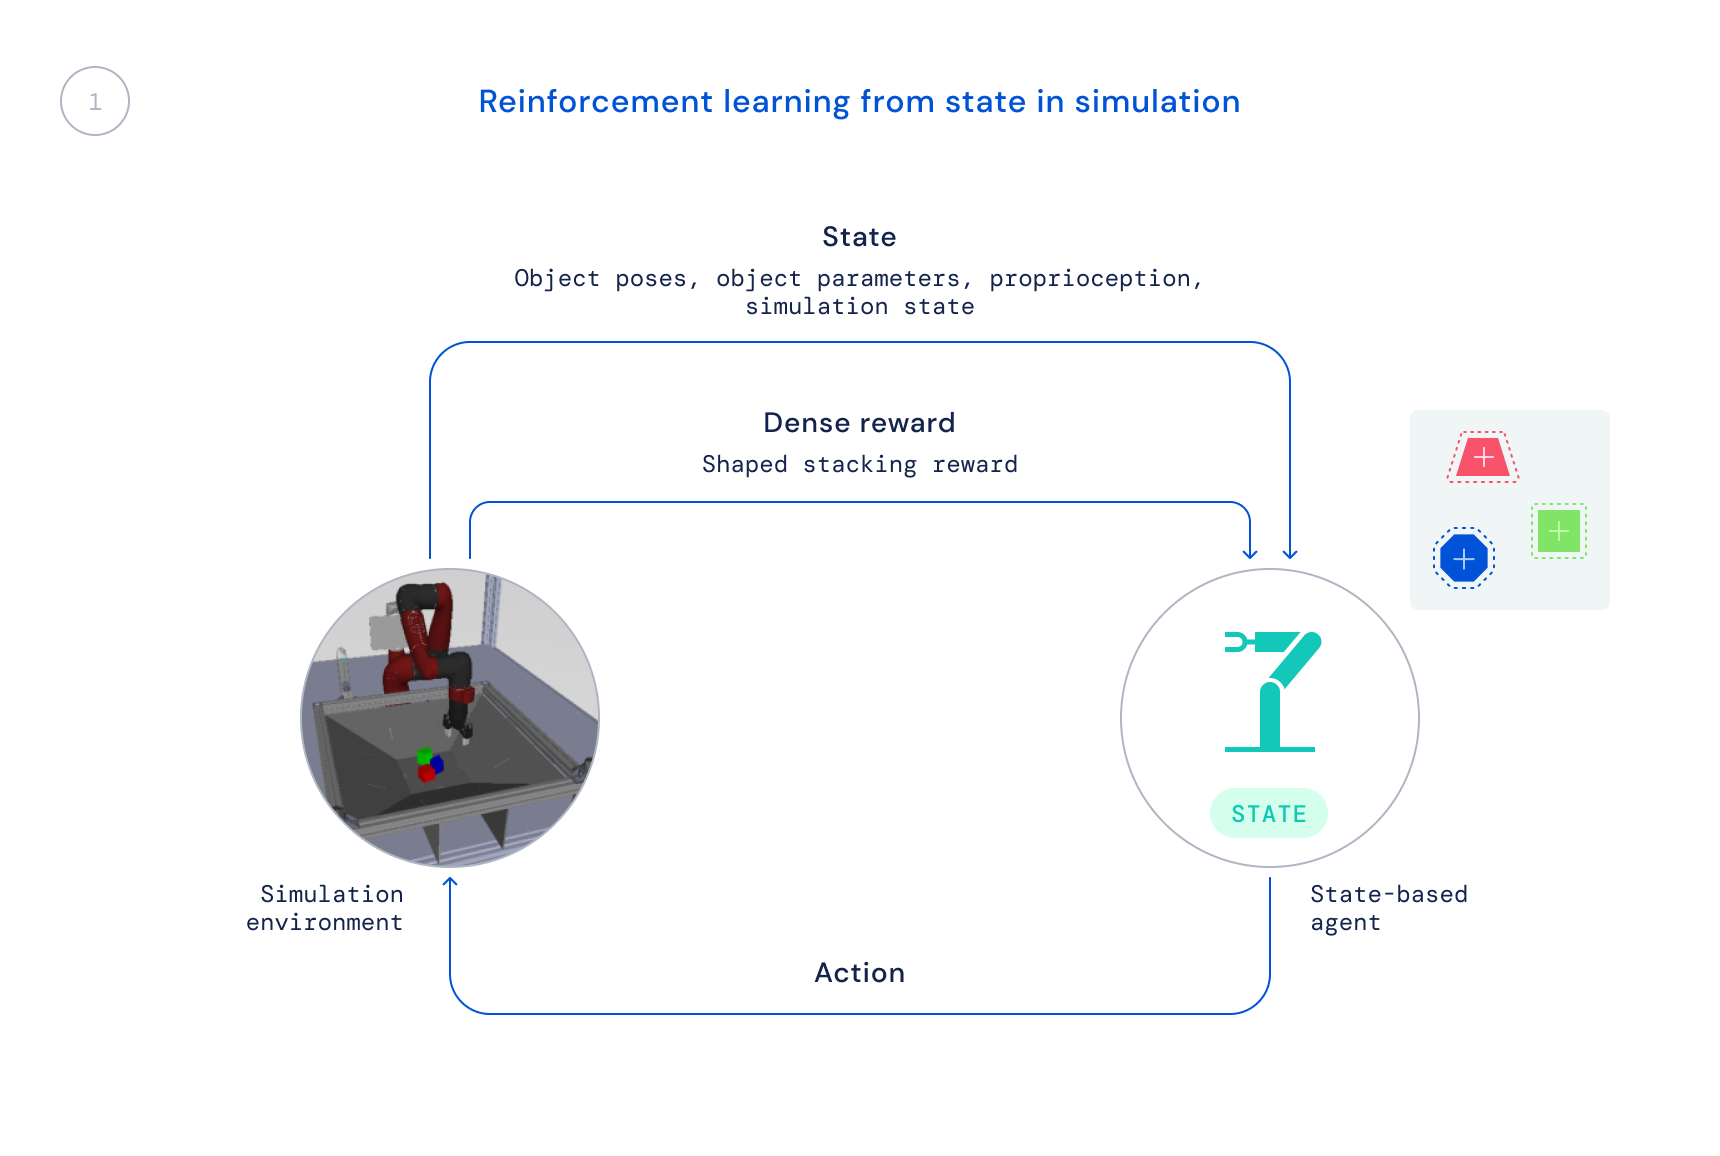 1
Reinforcement learning from state in simulation
State
Object poses, object parameters, proprioception,
simulation state
Dense reward
Shaped stacking reward
STATE
Simulation
environment
State-based
agent
Action